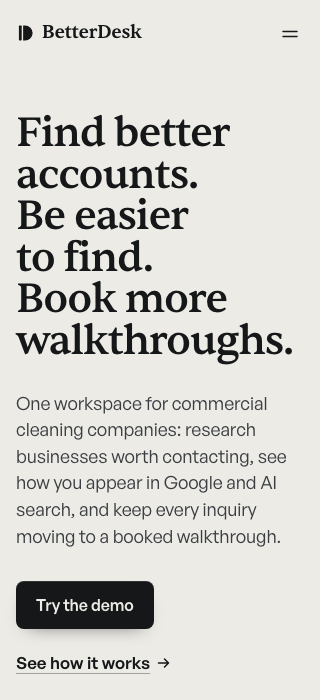 BetterDesk
Find better
accounts.
Be easier
to find.
Book more
walkthroughs.
One workspace for commercial
cleaning companies: research
businesses worth contacting, see
how you appear in Google and AI
search, and keep every inquiry
moving to a booked walkthrough.
Try the demo
See how it works →